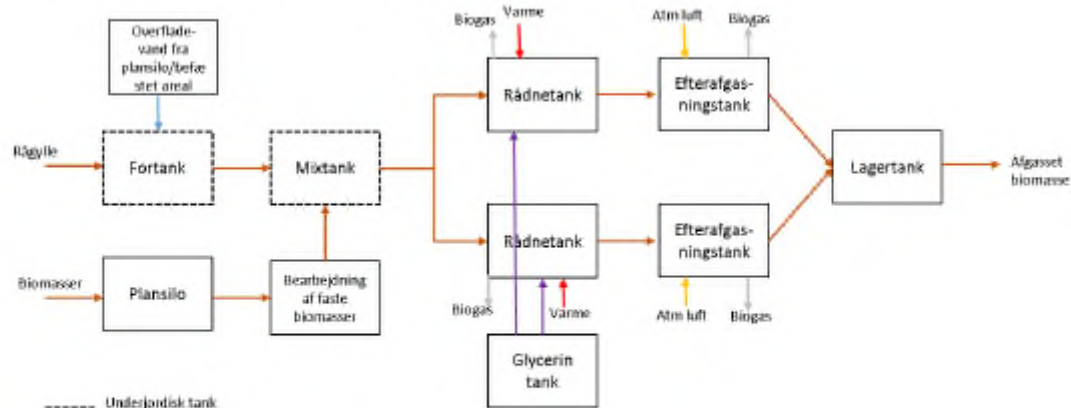 Overflade-
vand fra
plansilo/befæ
stet areal
Rågylle
Fortank
Mixtank
Biomasser
Plansilo
Bearbejdning
af faste
biomasser
Biogas
Varme
Rådnetank
Atm luft
Biogas
Efterafgas-
ningstank
Rådnetank
Biogas
Varme
Efterafgas-
ningstank
Atm luft
Biogas
Glycerin
tank
Lagertank
Afgasset
biomasse
Underjordisk tank